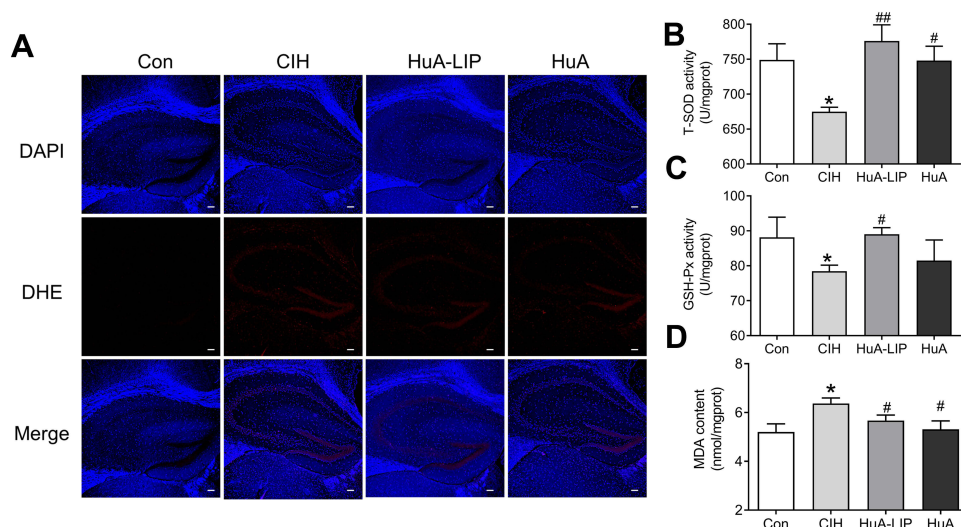 A
Con CIH HuA-LIP HuA
DAPI
DHE
Merge
B
T-SOD activity
(U/mgprot)
800
750
700
650
600
*
##
#
Con CIH HuA-LIP HuA
C
GSH-Px activity
(U/mgprot)
100
90
80
70
60
*
#
Con CIH HuA-LIP HuA
D
MDA content
(nmol/mgprot)
8
6
4
2
*
#
#
Con CIH HuA-LIP HuA